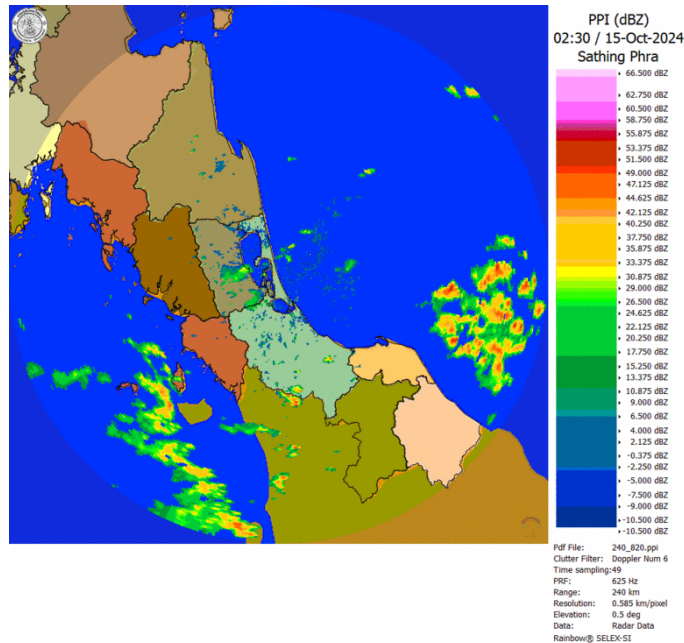 PPI (dBZ)
02:30 / 15-Oct-2024
Sathing Phra
66.500 dBZ
62.750 dBZ
60.500 dBZ
58.750 dBZ
55.875 dBZ
53.375 dBZ
51.500 dBZ
49.000 dBZ
47.125 dBZ
44.625 dBZ
42.125 dBZ
40.250 dBZ
37.750 dBZ
35.875 dBZ
33.375 dBZ
30.875 dBZ
29.000 dBZ
26.500 dBZ
24.625 dBZ
22.125 dBZ
20.250 dBZ
17.750 dBZ
15.250 dBZ
13.375 dBZ
10.875 dBZ
9.000 dBZ
6.500 dBZ
4.000 dBZ
2.125 dBZ
-0.375 dBZ
-2.250 dBZ
-5.000 dBZ
-7.500 dBZ
-9.000 dBZ
-10.500 dBZ
-10.500 dBZ
Pdf File: 240_820.ppi
Clutter Filter: Doppler Num 6
Time sampling:49
PRF: 625 Hz
Range: 240 km
Resolution: 0.585 km/pixel
Elevation: 0.5 deg
Data: Radar Data
Rainbow® SELEX-SI